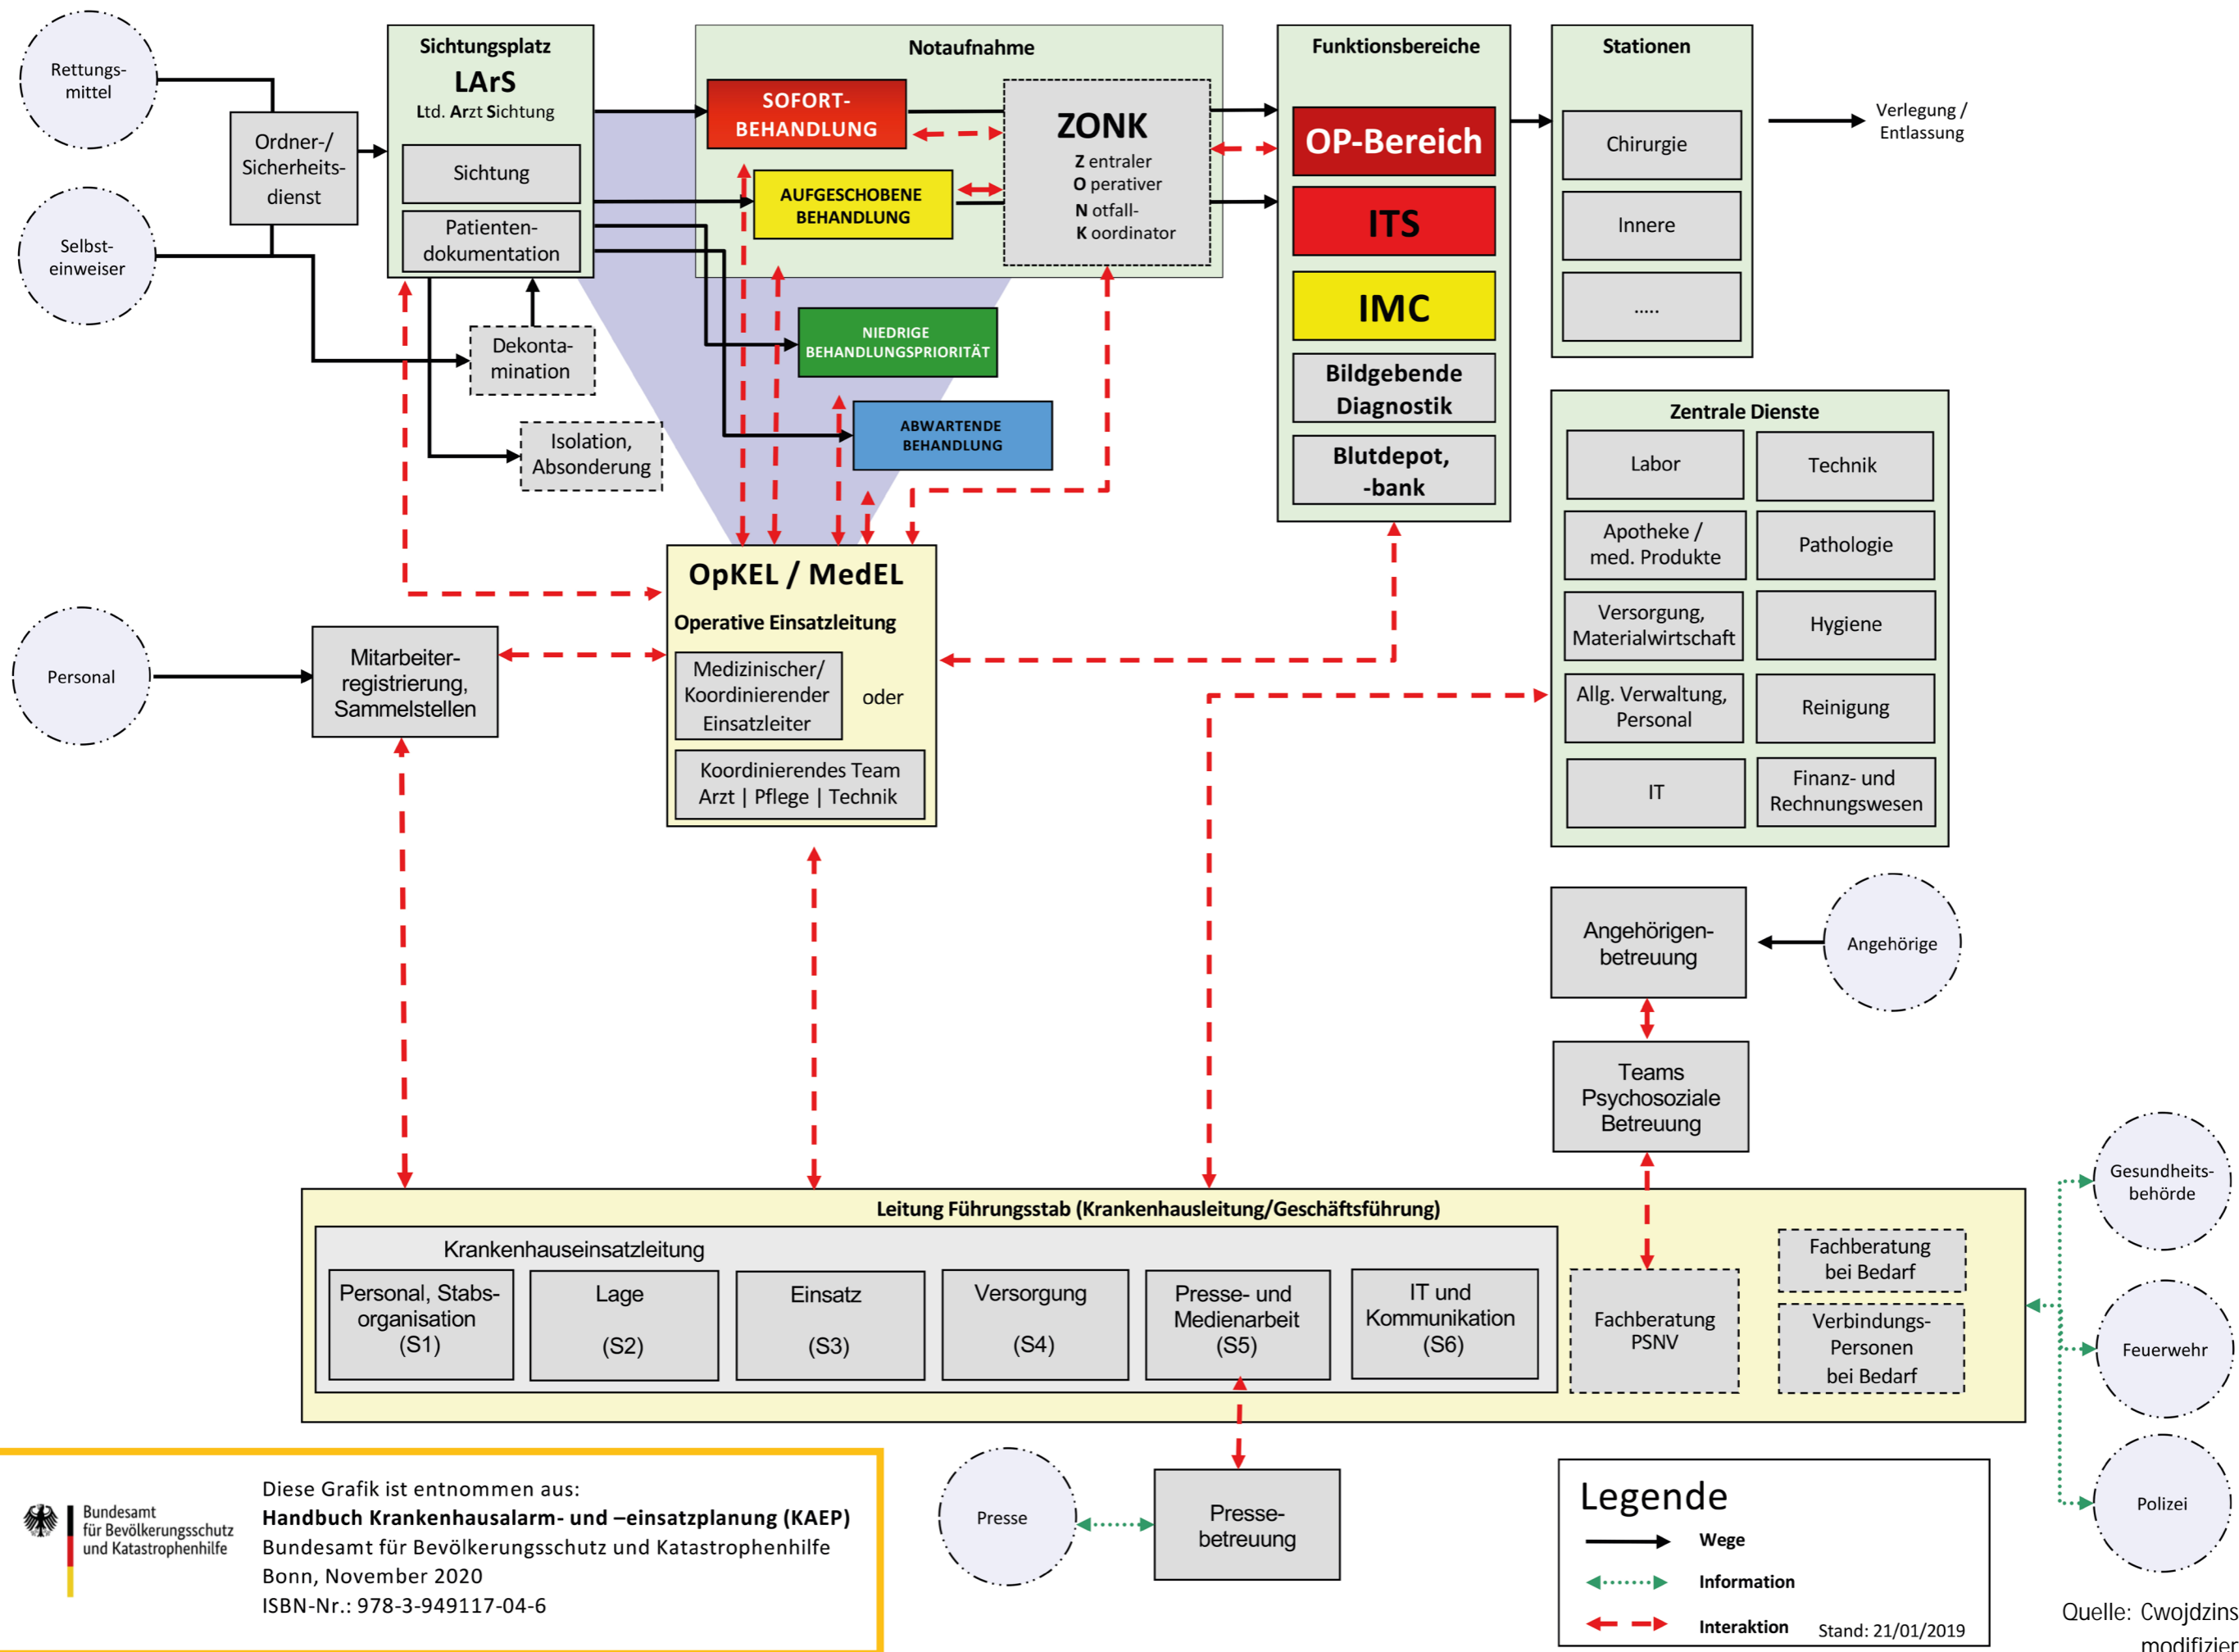 Rettungs-
mittel
Selbst-
einweiser
Ordner-/
Sicherheits-
dienst
Sichtungsplatz
LArS
Ltd. Arzt Sichtung
Sichtung
Patienten-
dokumentation
Dekonta-
mination
Isolation,
Absonderung
Notaufnahme
SOFORT-
BEHANDLUNG
AUFGESCHOBENE
BEHANDLUNG
ZONK
Z entraler
O perativer
N otfall-
K oordinator
NIEDRIGE
BEHANDLUNGSPRIORITÄT
ABWARTENDE
BEHANDLUNG
Funktionsbereiche
OP-Bereich
ITS
IMC
Bildgebende
Diagnostik
Blutdepot,
-bank
Stationen
Chirurgie
Innere
.....
Verlegung /
Entlassung
Zentrale Dienste
Labor
Technik
Apotheke /
med. Produkte
Pathologie
Versorgung,
Materialwirtschaft
Hygiene
Allg. Verwaltung,
Personal
Reinigung
IT
Finanz- und
Rechnungswesen
Personal
Mitarbeiter-
registrierung,
Sammelstellen
OpKEL / MedEL
Operative Einsatzleitung
Medizinischer/
Koordinierender
Einsatzleiter
oder
Koordinierendes Team
Arzt | Pflege | Technik
Angehörigen-
betreuung
Angehörige
Teams
Psychosoziale
Betreuung
Leitung Führungsstab (Krankenhausleitung/Geschäftsführung)
Krankenhauseinsatzleitung
Personal, Stabs-
organisation
(S1)
Lage
(S2)
Einsatz
(S3)
Versorgung
(S4)
Presse- und
Medienarbeit
(S5)
IT und
Kommunikation
(S6)
Fachberatung
PSNV
Fachberatung
bei Bedarf
Verbindungs-
Personen
bei Bedarf
Gesundheits-
behörde
Feuerwehr
Polizei
Presse
Presse-
betreuung
Bundesamt
für Bevölkerungsschutz
und Katastrophenhilfe
Diese Grafik ist entnommen aus:
Handbuch Krankenhausalarm- und –einsatzplanung (KAEP)
Bundesamt für Bevölkerungsschutz und Katastrophenhilfe
Bonn, November 2020
ISBN-Nr.: 978-3-949117-04-6
Legende
Wege
Information
Interaktion
Stand: 21/01/2019
Quelle: